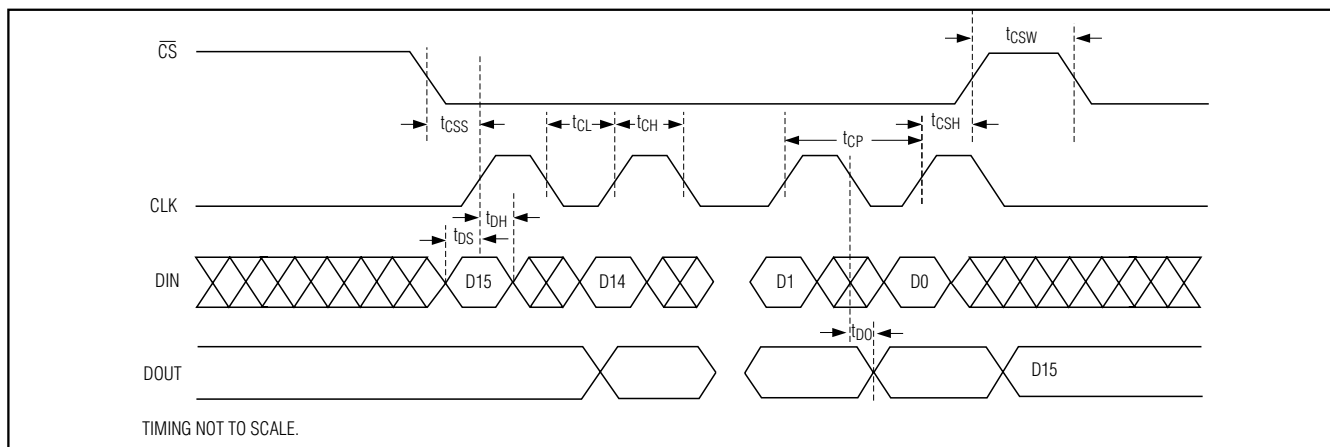 CS
tCSW
tCSS
tCL
tCH
tCP
tCSH
CLK
tDH
tDS
DIN
D15
D14
D1
D0
tDO
DOUT
D15
TIMING NOT TO SCALE.